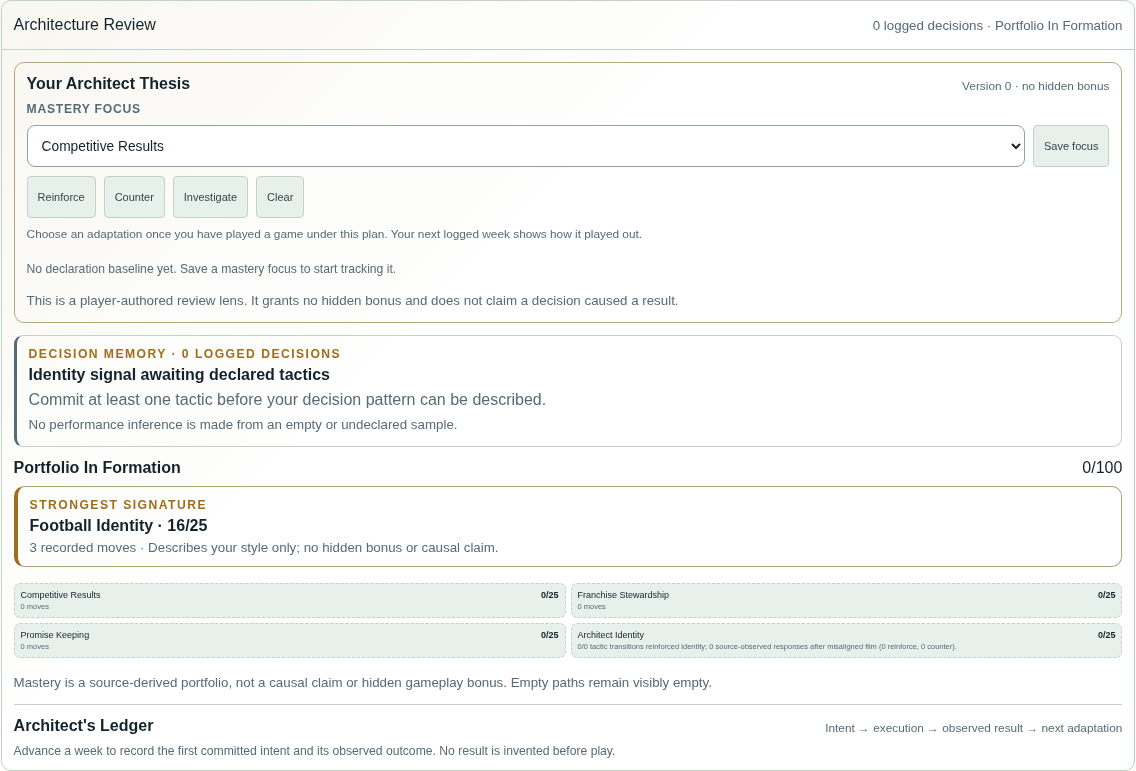 Architecture Review
0 logged decisions · Portfolio In Formation
Your Architect Thesis
Version 0 · no hidden bonus
MASTERY FOCUS
Competitive Results
Save focus
Reinforce
Counter
Investigate
Clear
Choose an adaptation once you have played a game under this plan. Your next logged week shows how it played out.
No declaration baseline yet. Save a mastery focus to start tracking it.
This is a player-authored review lens. It grants no hidden bonus and does not claim a decision caused a result.
DECISION MEMORY · 0 LOGGED DECISIONS
Identity signal awaiting declared tactics
Commit at least one tactic before your decision pattern can be described.
No performance inference is made from an empty or undeclared sample.
Portfolio In Formation
0/100
STRONGEST SIGNATURE
Football Identity · 16/25
3 recorded moves · Describes your style only; no hidden bonus or causal claim.
Competitive Results
0/25
0 moves
Franchise Stewardship
0/25
0 moves
Promise Keeping
0/25
0 moves
Architect Identity
0/25
0/0 tactic transitions reinforced identity; 0 source-observed responses after misaligned film (0 reinforce, 0 counter).
Mastery is a source-derived portfolio, not a causal claim or hidden gameplay bonus. Empty paths remain visibly empty.
Architect's Ledger
Intent → execution → observed result → next adaptation
Advance a week to record the first committed intent and its observed outcome. No result is invented before play.